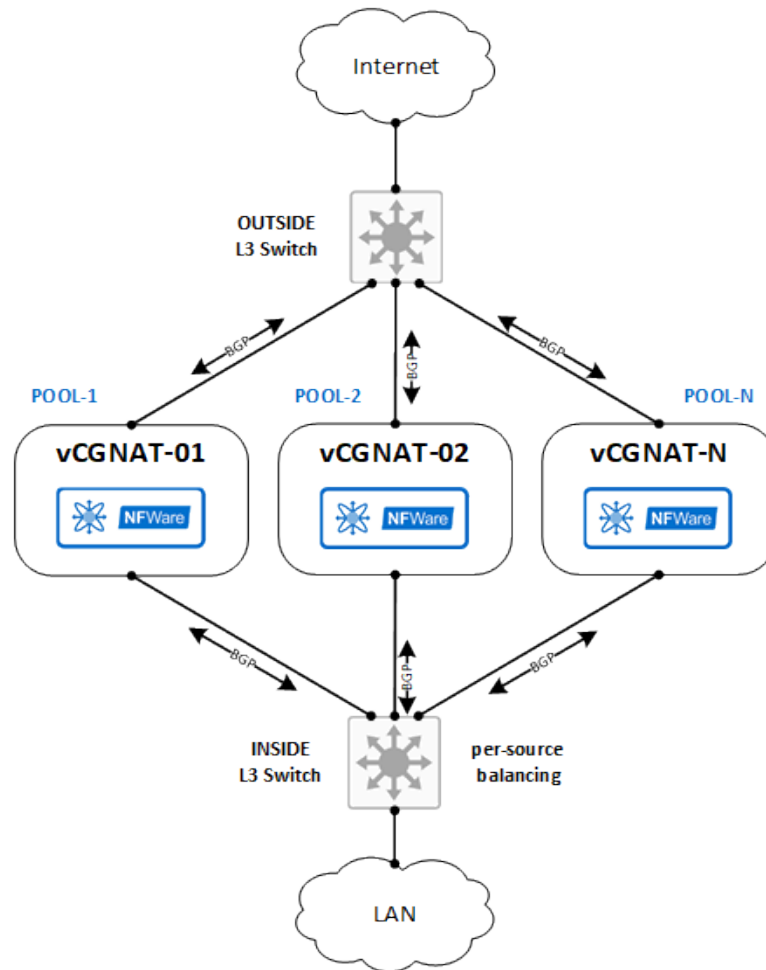 Internet
OUTSIDE
L3 Switch
BGP
BGP
BGP
POOL-1
POOL-2
POOL-N
vCGNAT-01
vCGNAT-02
vCGNAT-N
NFWare
NFWare
NFWare
BGP
BGP
BGP
INSIDE
L3 Switch
per-source
balancing
LAN